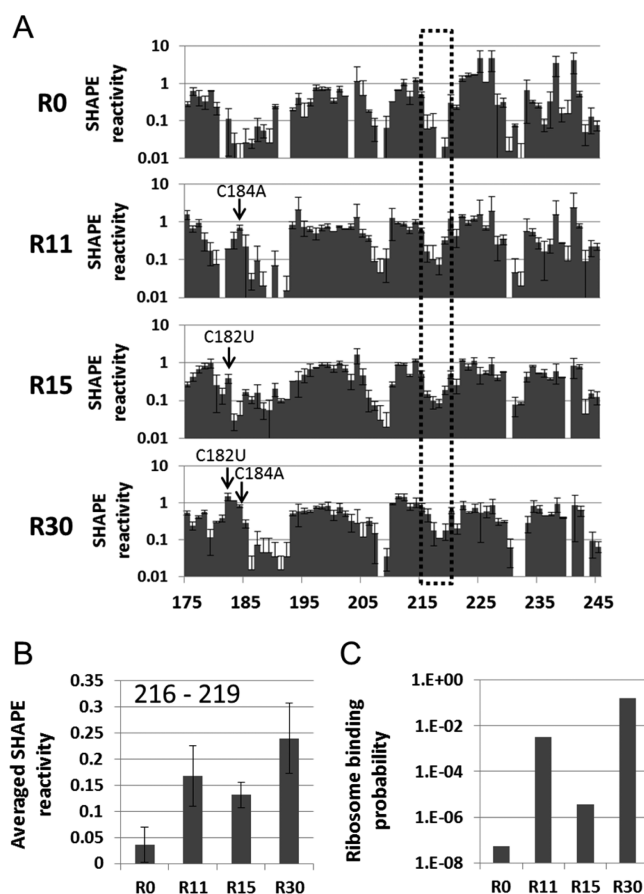 A
R0
SHAPE
reactivity
10
1
0.1
0.01
C184A
R11
SHAPE
reactivity
10
1
0.1
0.01
C182U
R15
SHAPE
reactivity
10
1
0.1
0.01
C182U
C184A
R30
SHAPE
reactivity
10
1
0.1
0.01
175 185 195 205 215 225 235 245
B
Averaged SHAPE
reactivity
0.35
0.3
0.25
0.2
0.15
0.1
0.05
0
216 - 219
R0 R11 R15 R30
C
Ribosome binding
probability
1.E+00
1.E-02
1.E-04
1.E-06
1.E-08
R0 R11 R15 R30